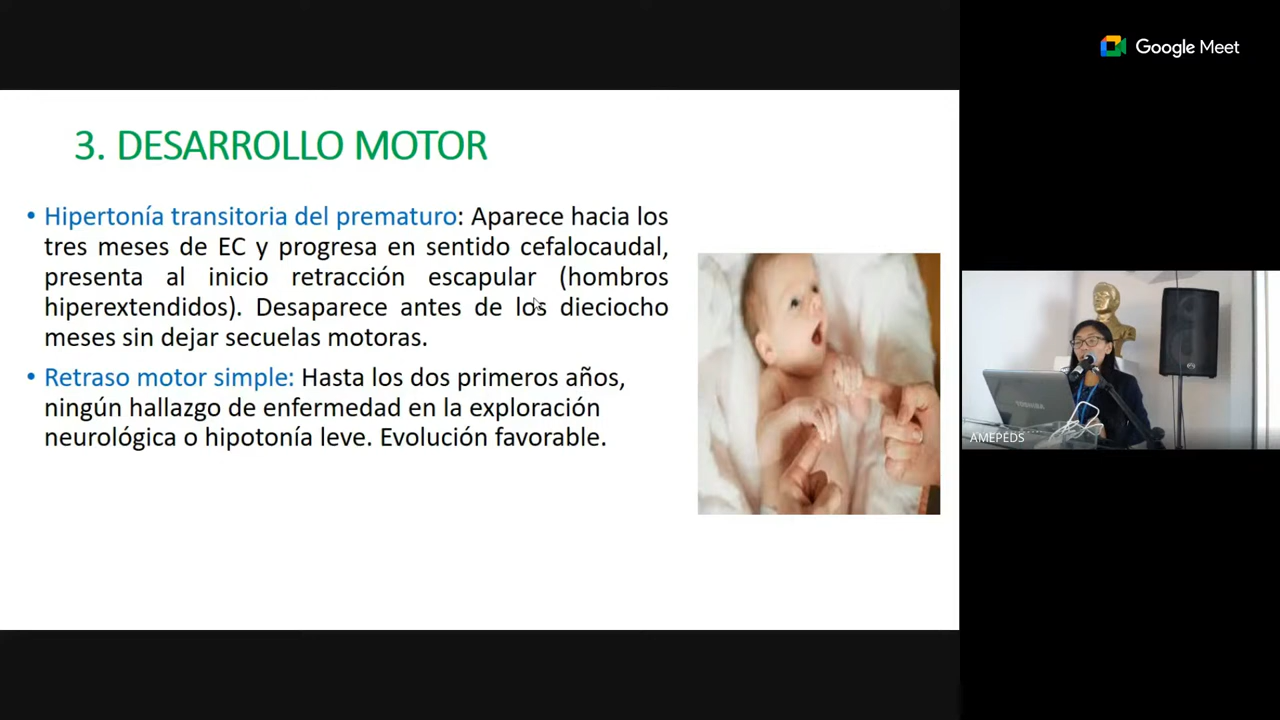 Google Meet
3. DESARROLLO MOTOR
• Hipertonía transitoria del prematuro: Aparece hacia los
tres meses de EC y progresa en sentido cefalocaudal,
presenta al inicio retracción escapular (hombros
hiperextendidos). Desaparece antes de los dieciocho
meses sin dejar secuelas motoras.
• Retraso motor simple: Hasta los dos primeros años,
ningún hallazgo de enfermedad en la exploración
neurológica o hipotonía leve. Evolución favorable.
TOSHIBA
AMEPEDS